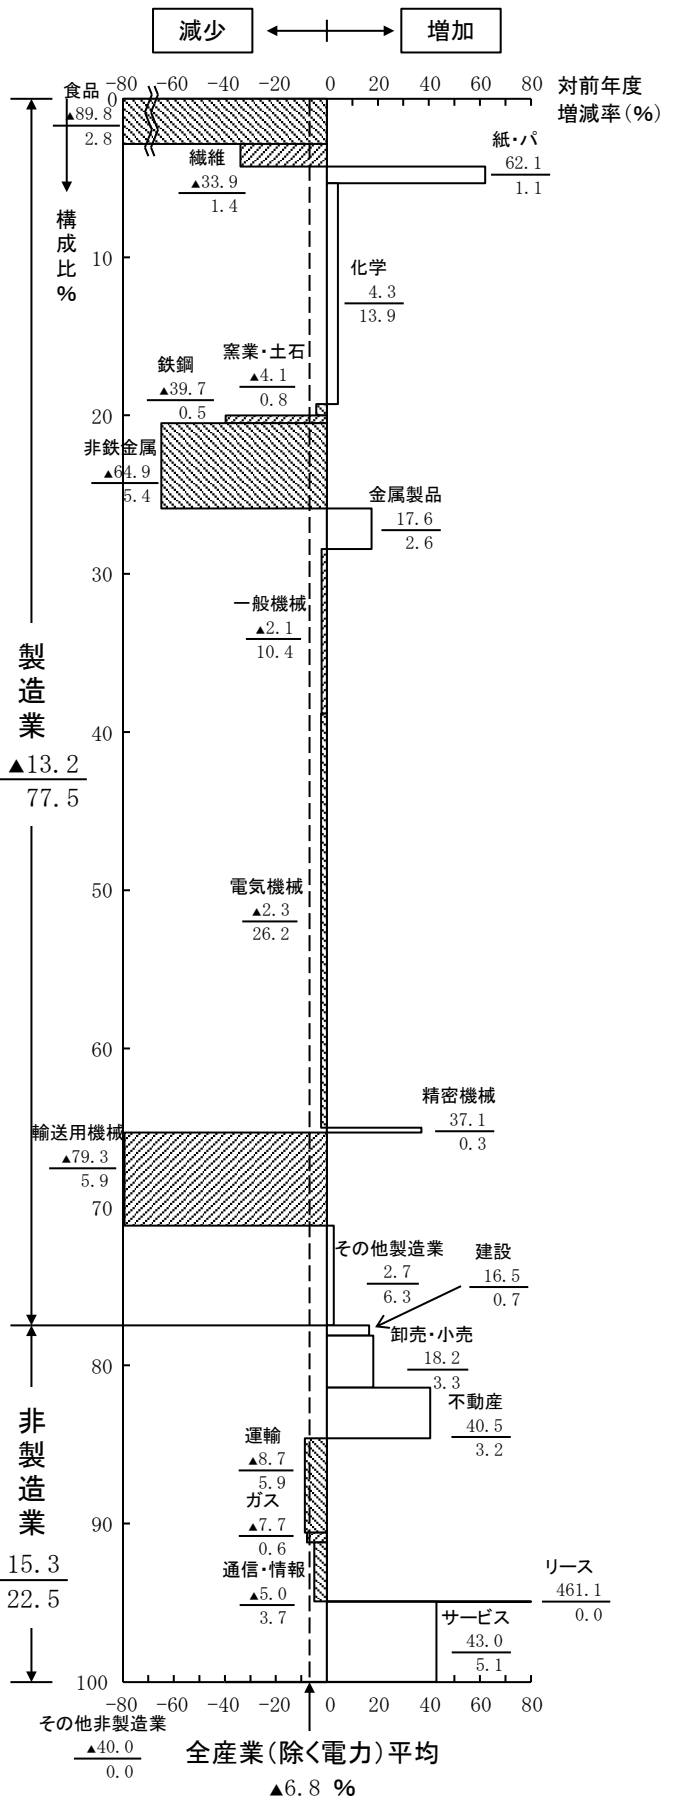 減少
増加
-80 -60 -40 -20 0 20 40 60 80
対前年度
増減率(%)
0
構成比%
食品
▲89.8
2.8
繊維
▲33.9
1.4
紙・パ
62.1
1.1
10
化学
4.3
13.9
窯業・土石
▲4.1
0.8
鉄鋼
▲39.7
0.5
20
非鉄金属
▲64.9
5.4
金属製品
17.6
2.6
30
一般機械
▲2.1
10.4
製造業
▲13.2
77.5
40
電気機械
▲2.3
26.2
50
60
精密機械
37.1
0.3
輸送用機械
▲79.3
5.9
70
その他製造業
2.7
6.3
建設
16.5
0.7
卸売・小売
18.2
3.3
80
不動産
40.5
3.2
非製造業
15.3
22.5
運輸
▲8.7
5.9
ガス
▲7.7
0.6
90
通信・情報
▲5.0
3.7
リース
461.1
0.0
サービス
43.0
5.1
100
-80 -60 -40 -20 0 20 40 60 80
その他非製造業
▲40.0
0.0
全産業(除く電力)平均
▲6.8 %